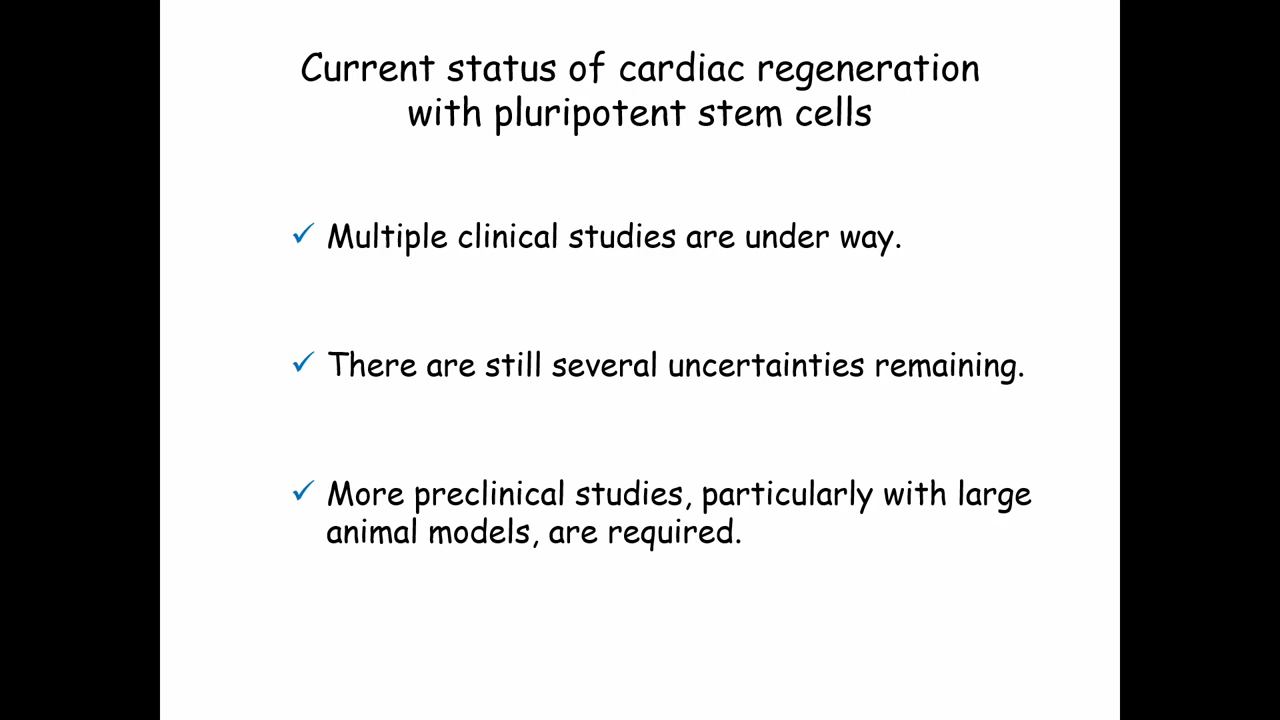 Current status of cardiac regeneration
with pluripotent stem cells
✓ Multiple clinical studies are under way.
✓ There are still several uncertainties remaining.
✓ More preclinical studies, particularly with large
animal models, are required.